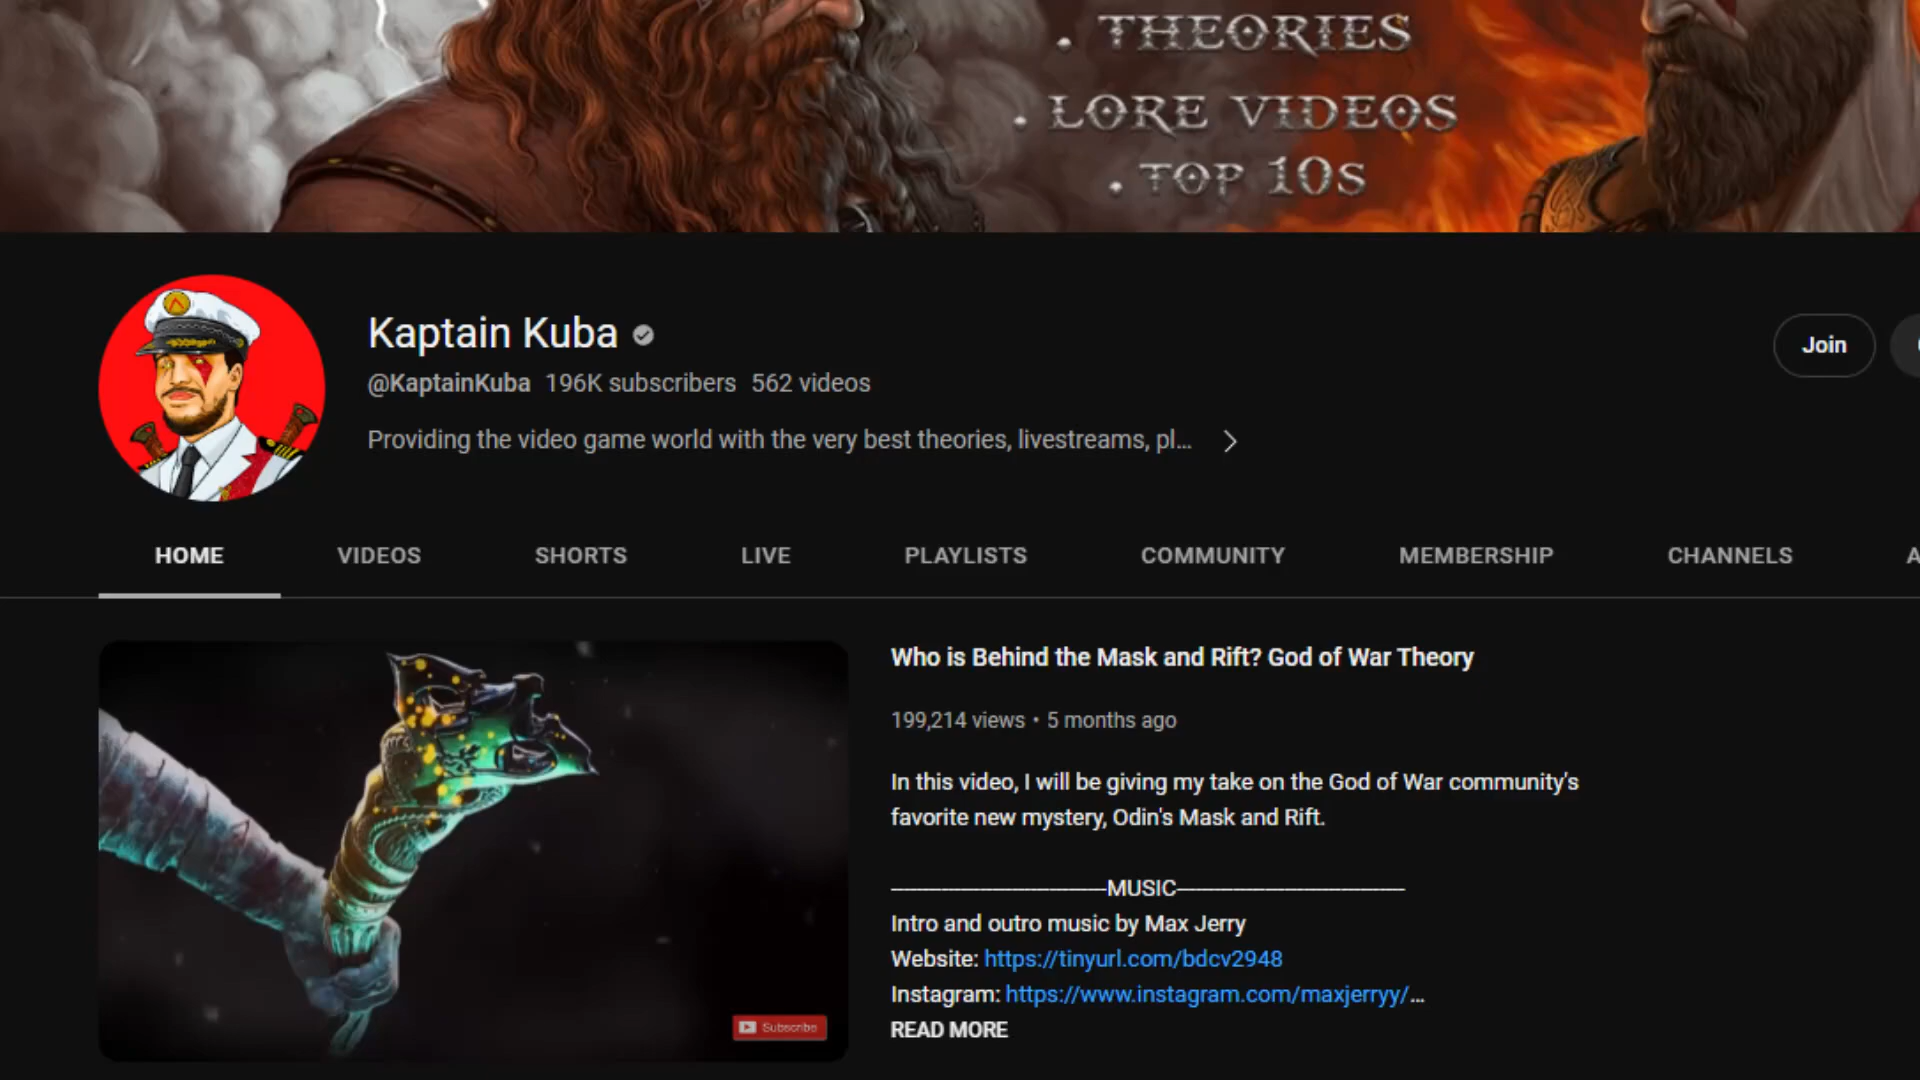 . THEORIES
. LORE VIDEOS
. TOP 10S
Kaptain Kuba
@KaptainKuba 196K subscribers 562 videos
Providing the video game world with the very best theories, livestreams, pl...
Join
HOME VIDEOS SHORTS LIVE PLAYLISTS COMMUNITY MEMBERSHIP CHANNELS
Who is Behind the Mask and Rift? God of War Theory
199,214 views • 5 months ago
In this video, I will be giving my take on the God of War community's
favorite new mystery, Odin's Mask and Rift.
-----------------------------------MUSIC-------------------------------------
Intro and outro music by Max Jerry
Website: https://tinyurl.com/bdcv2948
Instagram: https://www.instagram.com/maxjerryy/...
READ MORE
Subscribe